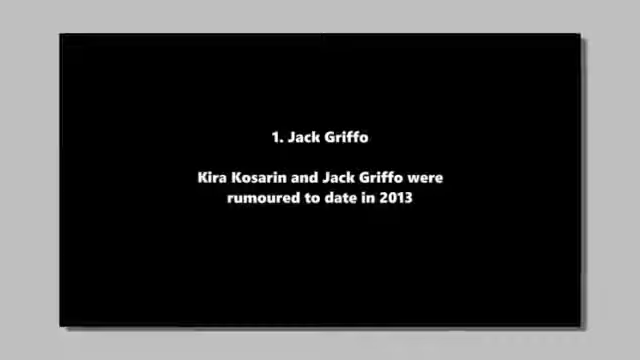 1. Jack Griffo
Kira Kosarin and Jack Griffo were
rumoured to date in 2013